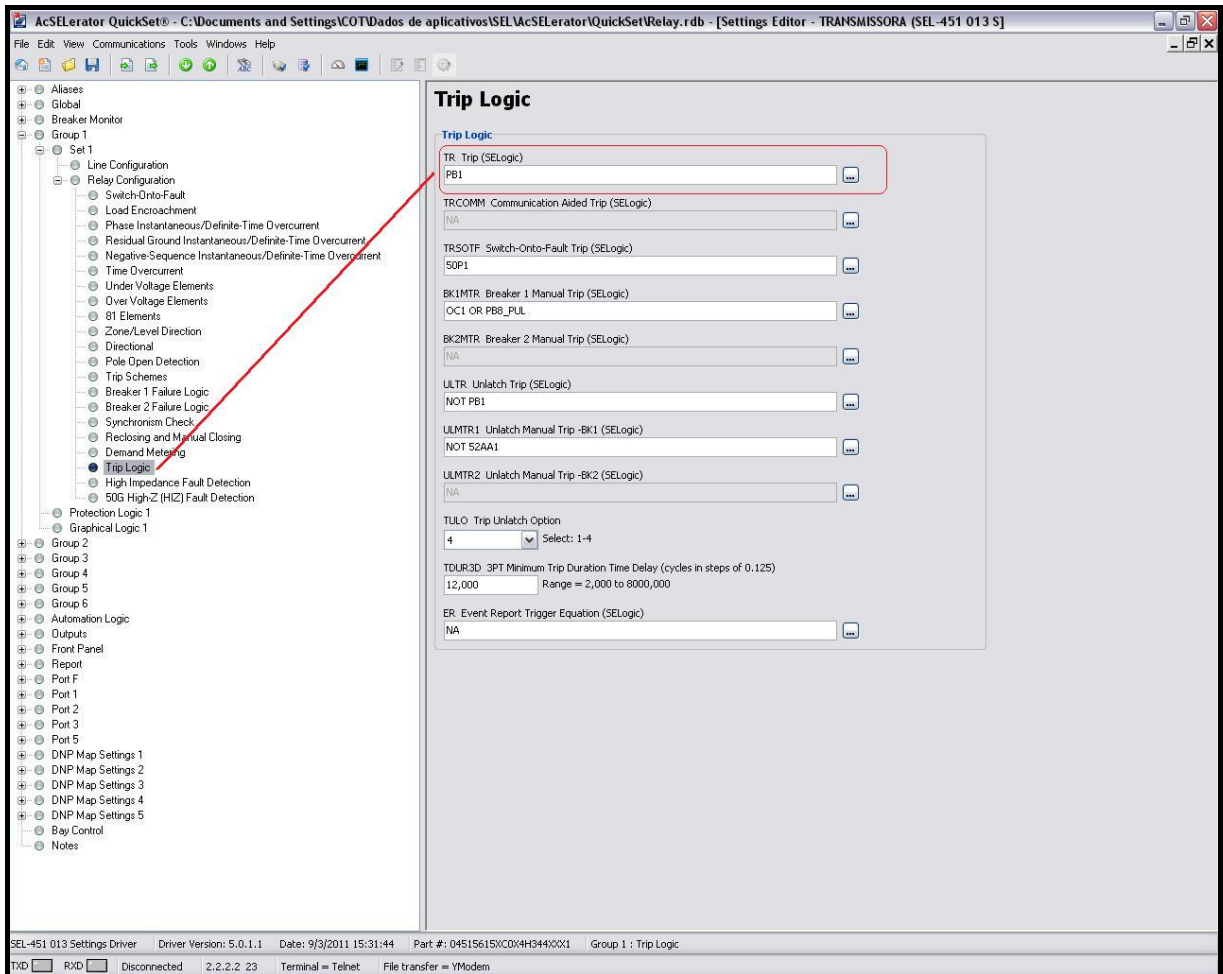 AcSELerator QuickSet® - C:\Documents and Settings\COT\Dados de aplicativos\SEL\AcSELerator\QuickSet\Relay.rdb - [Settings Editor - TRANSMISSORA (SEL-451 013 S]
File Edit View Communications Tools Windows Help
Aliases
Global
Breaker Monitor
Group 1
Set 1
Line Configuration
Relay Configuration
Switch-Onto-Fault
Load Encroachment
Phase Instantaneous/Definite-Time Overcurrent
Residual Ground Instantaneous/Definite-Time Overcurrent
Negative-Sequence Instantaneous/Definite-Time Overcurrent
Time Overcurrent
Under Voltage Elements
Over Voltage Elements
81 Elements
Zone/Level Direction
Directional
Pole Open Detection
Trip Schemes
Breaker 1 Failure Logic
Breaker 2 Failure Logic
Synchronism Check
Reclosing and Manual Closing
Demand Metering
Trip Logic
High Impedance Fault Detection
50G High-Z (HIZ) Fault Detection
Protection Logic 1
Graphical Logic 1
Group 2
Group 3
Group 4
Group 5
Group 6
Automation Logic
Outputs
Front Panel
Report
Port F
Port 1
Port 2
Port 3
Port 5
DNP Map Settings 1
DNP Map Settings 2
DNP Map Settings 3
DNP Map Settings 4
DNP Map Settings 5
Bay Control
Notes
Trip Logic
Trip Logic
TR Trip (SELogic)
PB1
...
TRCOMM Communication Aided Trip (SELogic)
NA
...
TRSOTF Switch-Onto-Fault Trip (SELogic)
50P1
...
BK1MTR Breaker 1 Manual Trip (SELogic)
OC1 OR PB8_PUL
...
BK2MTR Breaker 2 Manual Trip (SELogic)
NA
...
ULTR Unlatch Trip (SELogic)
NOT PB1
...
ULMTR1 Unlatch Manual Trip -BK1 (SELogic)
NOT 52AA1
...
ULMTR2 Unlatch Manual Trip -BK2 (SELogic)
NA
...
TULO Trip Unlatch Option
4 Select: 1-4
TDUR3D 3PT Minimum Trip Duration Time Delay (cycles in steps of 0.125)
12,000 Range = 2,000 to 8000,000
ER Event Report Trigger Equation (SELogic)
NA
...
SEL-451 013 Settings Driver Driver Version: 5.0.1.1 Date: 9/3/2011 15:31:44 Part #: 04515615XC0X4H344XXX1 Group 1 : Trip Logic
TXD RXD Disconnected 2.2.2.2 23 Terminal = Telnet File transfer = YModem